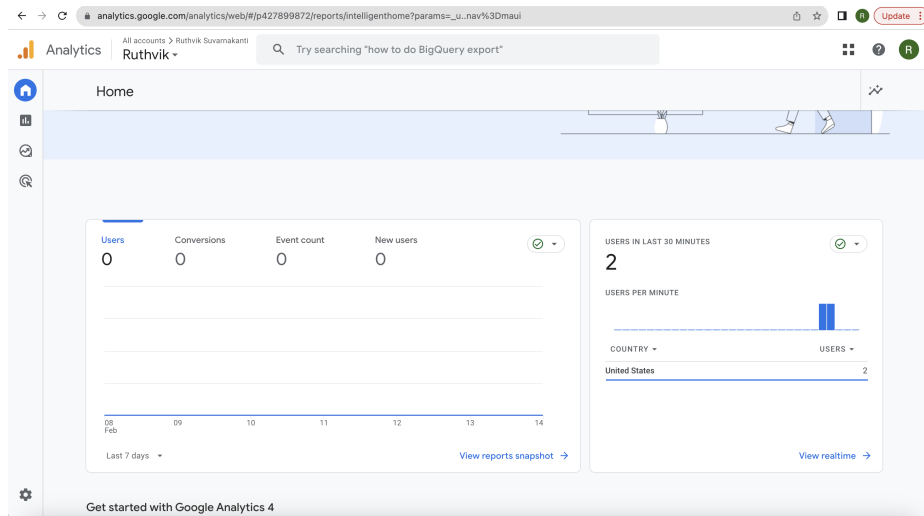 analytics.google.com/analytics/web/#/p427899872/reports/intelligenthome?params=_u..nav%3Dmaui
R
Update
Analytics
All accounts > Ruthvik Suvarnakanti
Ruthvik
Try searching "how to do BigQuery export"
R
Home
Users
Conversions
Event count
New users
0
0
0
0
08
Feb
09
10
11
12
13
14
Last 7 days
View reports snapshot
USERS IN LAST 30 MINUTES
2
USERS PER MINUTE
COUNTRY
USERS
United States
2
View realtime
Get started with Google Analytics 4